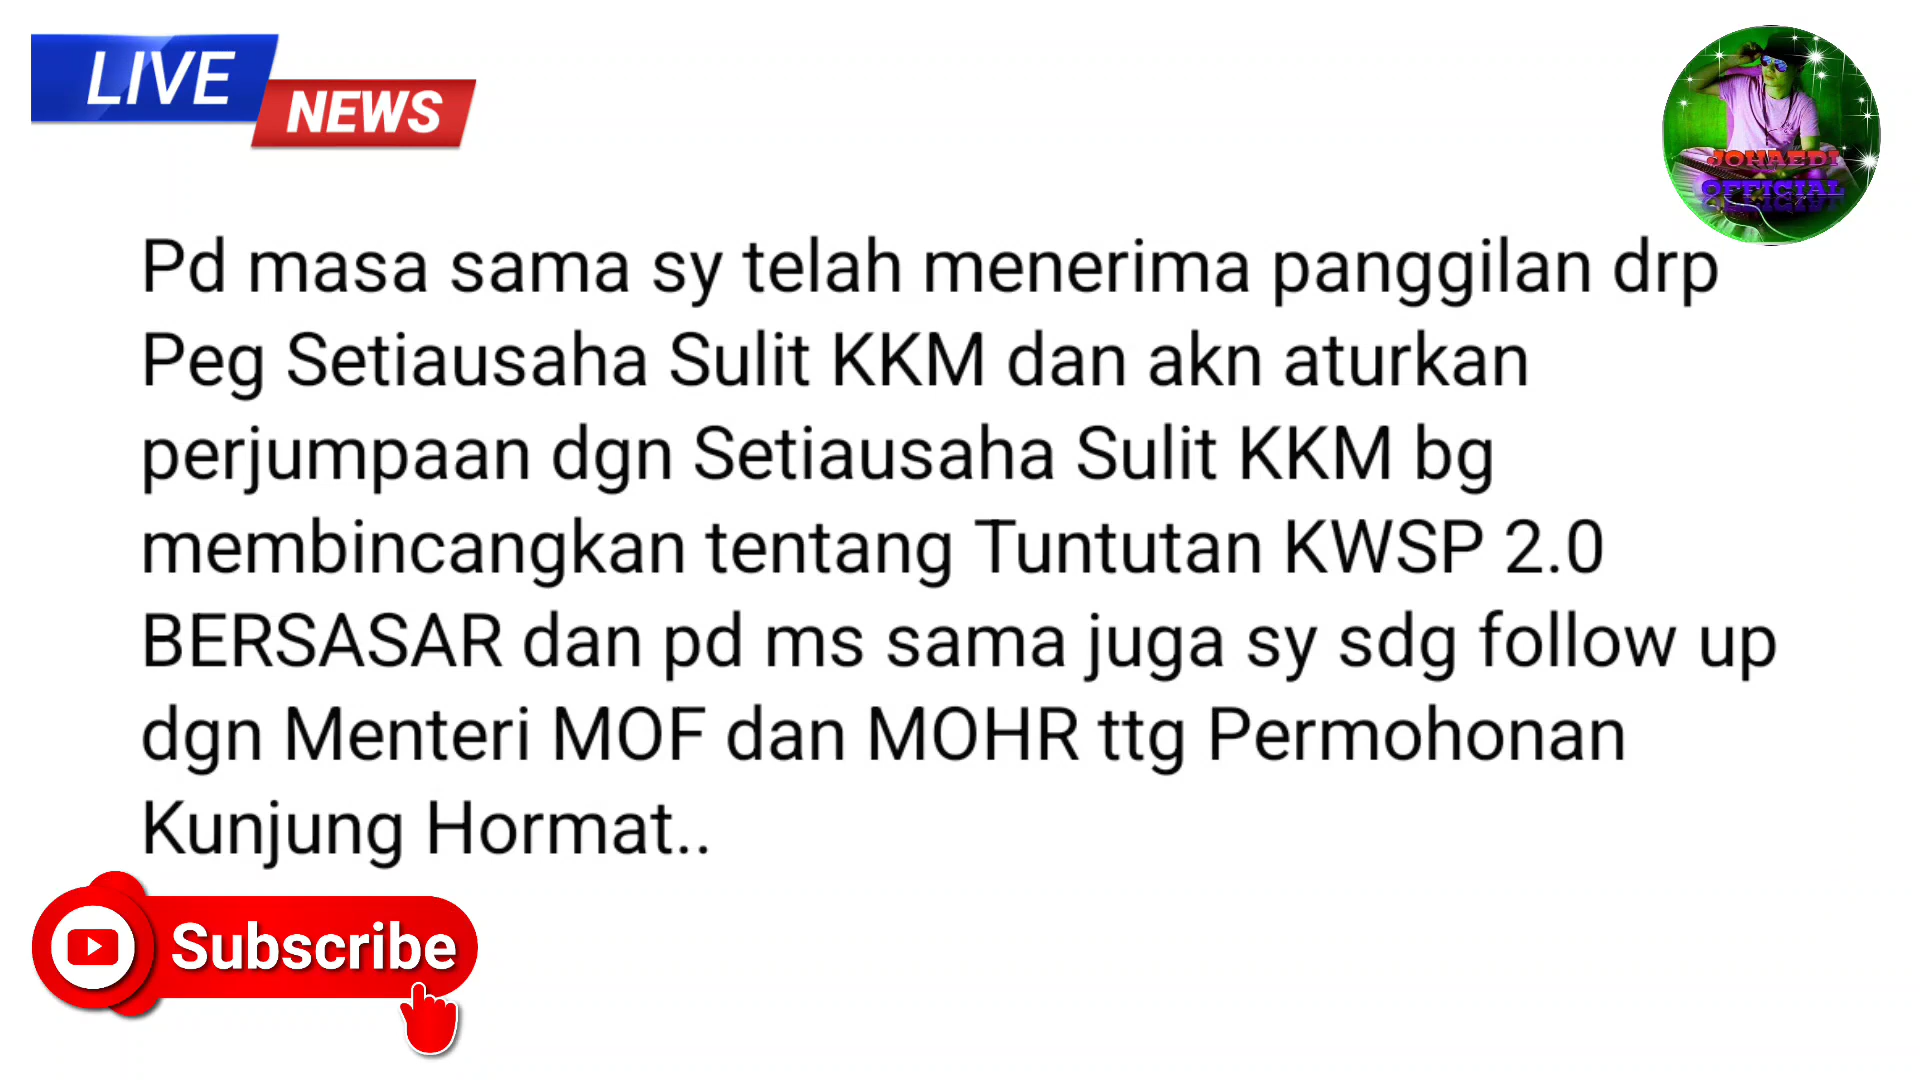 LIVE
NEWS
JOHAEDI
OFFICIAL
Pd masa sama sy telah menerima panggilan drp
Peg Setiausaha Sulit KKM dan akn aturkan
perjumpaan dgn Setiausaha Sulit KKM bg
membincangkan tentang Tuntutan KWSP 2.0
BERSASAR dan pd ms sama juga sy sdg follow up
dgn Menteri MOF dan MOHR ttg Permohonan
Kunjung Hormat..
Subscribe